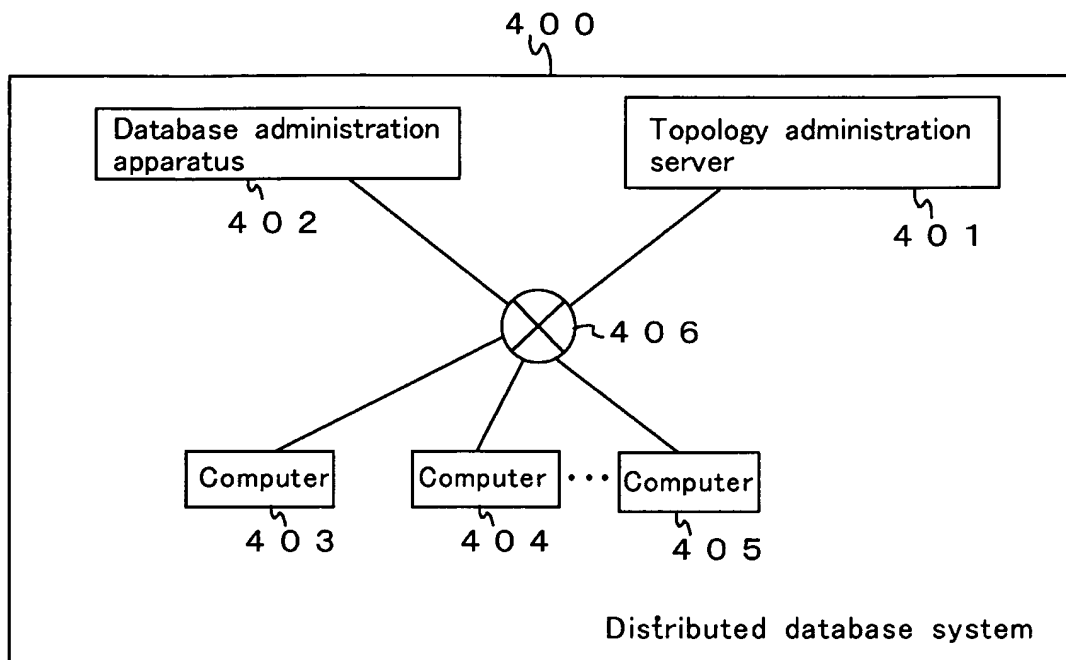 400
Database administration
apparatus
Topology administration
server
402
401
406
Computer
Computer
...
Computer
403
404
405
Distributed database system